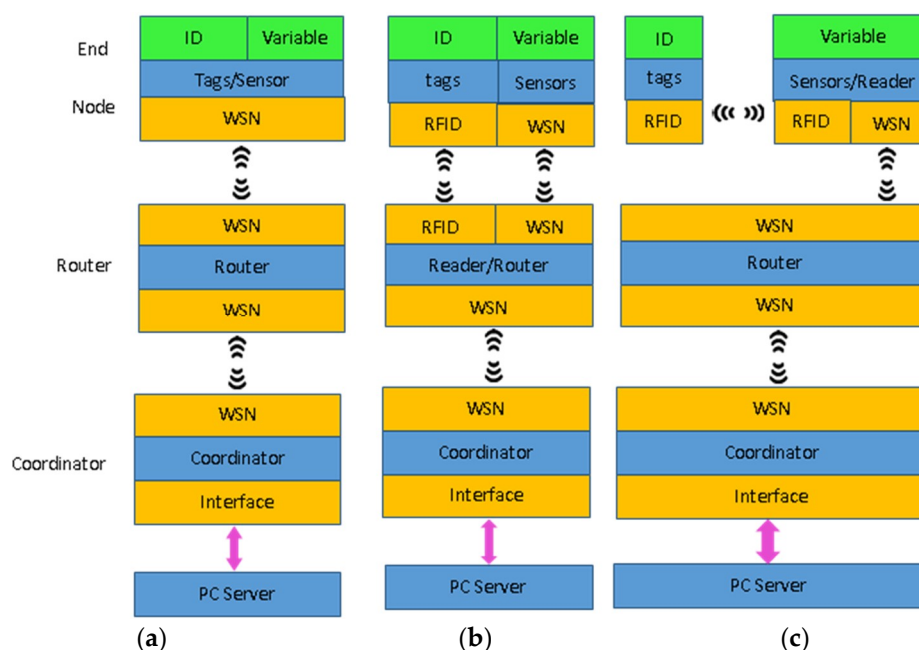 End
Node
Router
Coordinator
ID Variable
Tags/Sensor
WSN
WSN
Router
WSN
WSN
Coordinator
Interface
PC Server
(a)
ID Variable
tags Sensors
RFID WSN
RFID WSN
Reader/Router
WSN
WSN
Coordinator
Interface
PC Server
(b)
ID Variable
tags Sensors/Reader
RFID RFID WSN
WSN
Router
WSN
WSN
Coordinator
Interface
PC Server
(c)